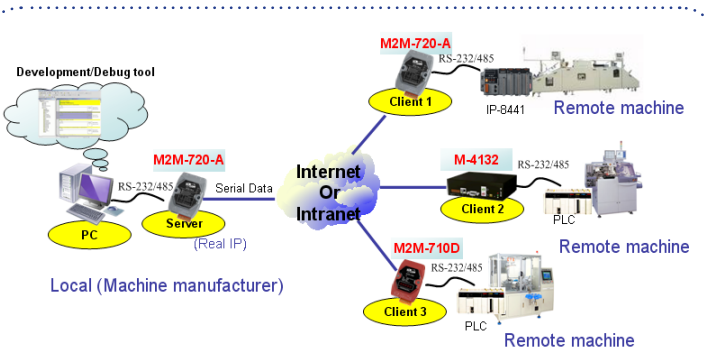 M2M-720-A
RS-232/485
Client 1
IP-8441
Remote machine
Development/Debug tool
M2M-720-A
RS-232/485
Serial Data
PC
Server
(Real IP)
Local (Machine manufacturer)
Internet
Or
Intranet
M-4132
RS-232/485
Client 2
PLC
Remote machine
M2M-710D
RS-232/485
Client 3
PLC
Remote machine